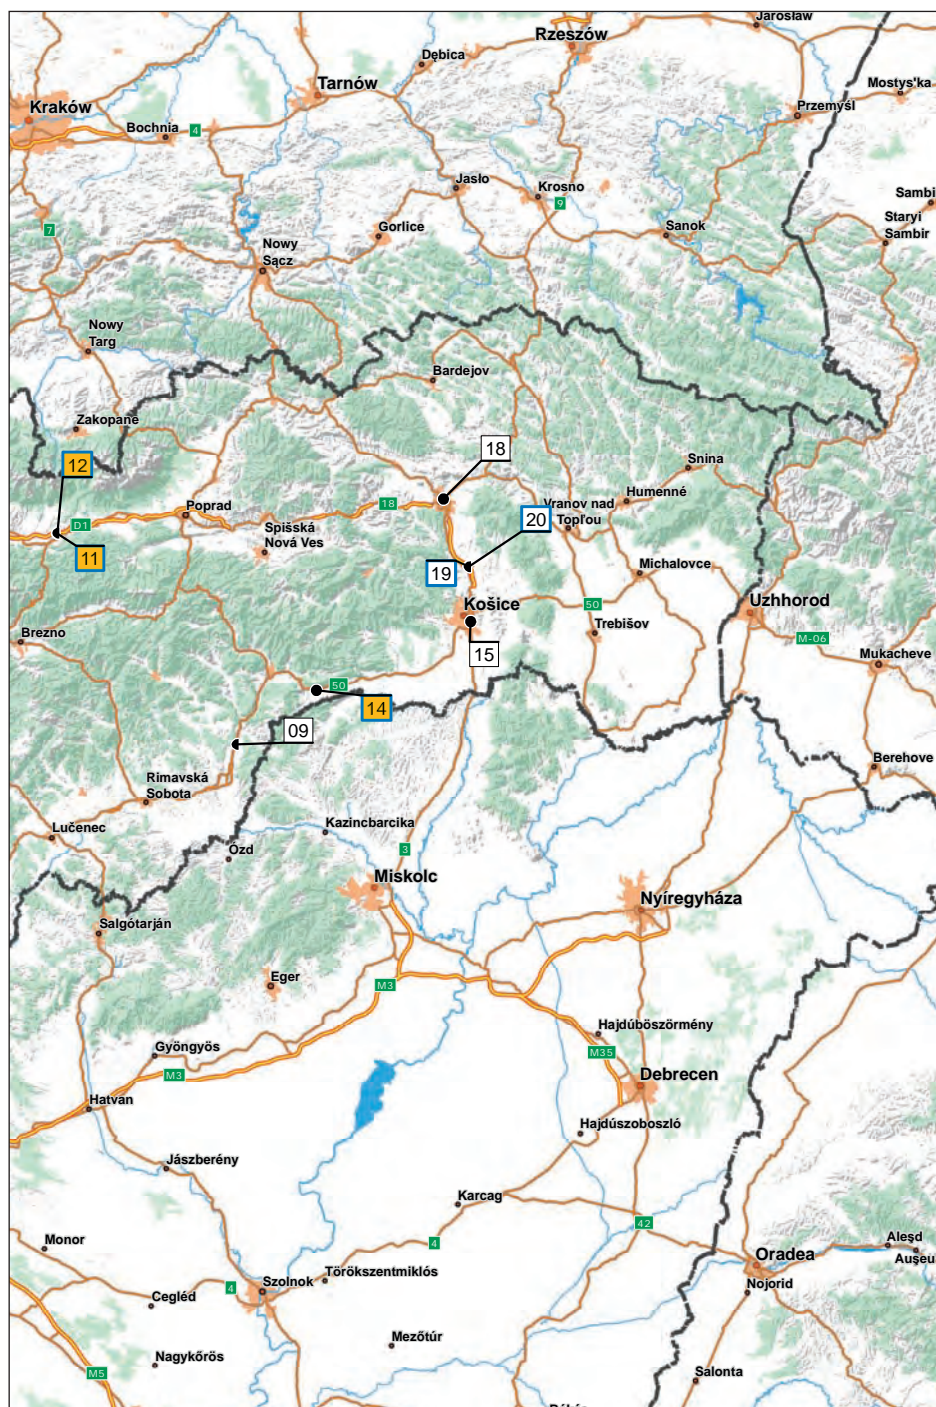 Jarosław
Rzeszów
Dębica
Tarnów
Mostys'ka
Kraków
Przemyśl
Bochnia
4
Jasło
Krosno
Sambi
9
Staryi
Sambir
7
Gorlice
Sanok
Nowy
Sącz
Nowy
Targ
Bardejov
Zakopane
18
12
Snina
Poprad
18
Humenné
Vranov nad
Topľou
20
D1
Spišská
Nová Ves
11
19
Michalovce
Košice
50
Uzhhorod
Brezno
Trebišov
M-06
15
Mukacheve
50
14
09
Berehove
Rimavská
Sobota
Lučenec
Kazincbarcika
Ózd
3
Miskolc
Nyíregyháza
Salgótarján
Eger
M3
Hajdúböszörmény
Gyöngyös
M35
M3
Debrecen
Hatvan
Hajdúszoboszló
Jászberény
Karcag
42
Monor
4
Aleşd
Oradea
Auşeu
Szolnok
Törökszentmiklós
4
Nojorid
Cegléd
Mezőtúr
Nagykőrös
M5
Salonta